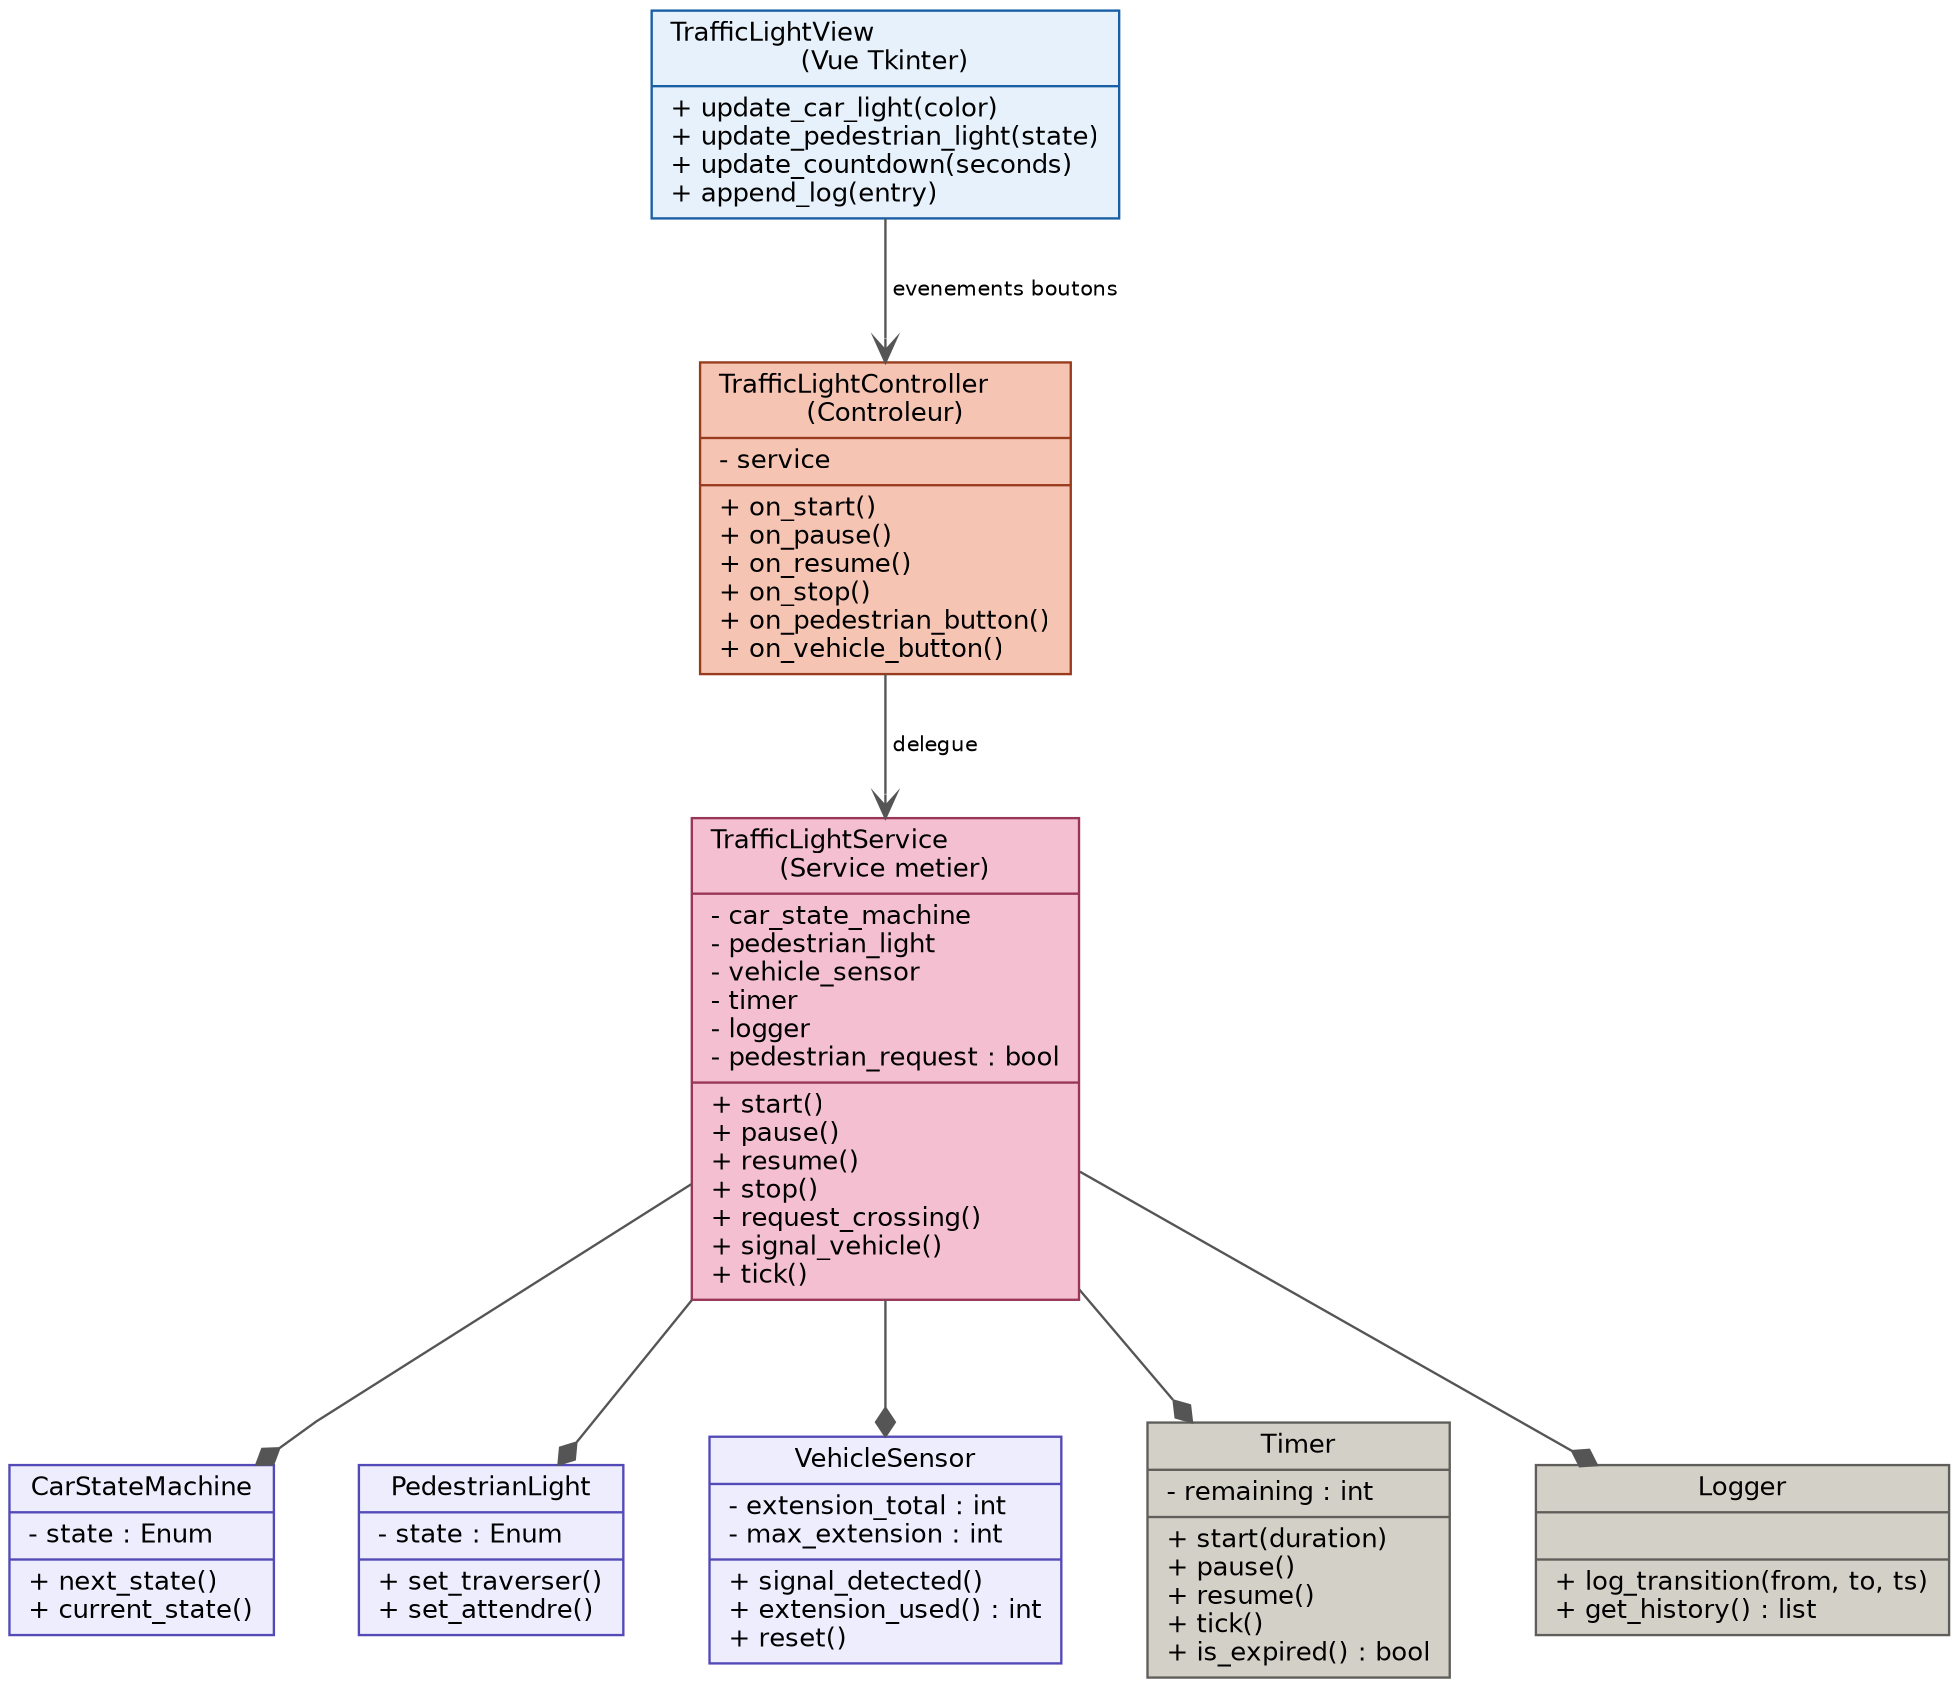 TrafficLightView
(Vue Tkinter)
+ update_car_light(color)
+ update_pedestrian_light(state)
+ update_countdown(seconds)
+ append_log(entry)
evenements boutons
TrafficLightController
(Controleur)
- service
+ on_start()
+ on_pause()
+ on_resume()
+ on_stop()
+ on_pedestrian_button()
+ on_vehicle_button()
delegue
TrafficLightService
(Service metier)
- car_state_machine
- pedestrian_light
- vehicle_sensor
- timer
- logger
- pedestrian_request : bool
+ start()
+ pause()
+ resume()
+ stop()
+ request_crossing()
+ signal_vehicle()
+ tick()
CarStateMachine
- state : Enum
+ next_state()
+ current_state()
PedestrianLight
- state : Enum
+ set_traverser()
+ set_attendre()
VehicleSensor
- extension_total : int
- max_extension : int
+ signal_detected()
+ extension_used() : int
+ reset()
Timer
- remaining : int
+ start(duration)
+ pause()
+ resume()
+ tick()
+ is_expired() : bool
Logger
+ log_transition(from, to, ts)
+ get_history() : list